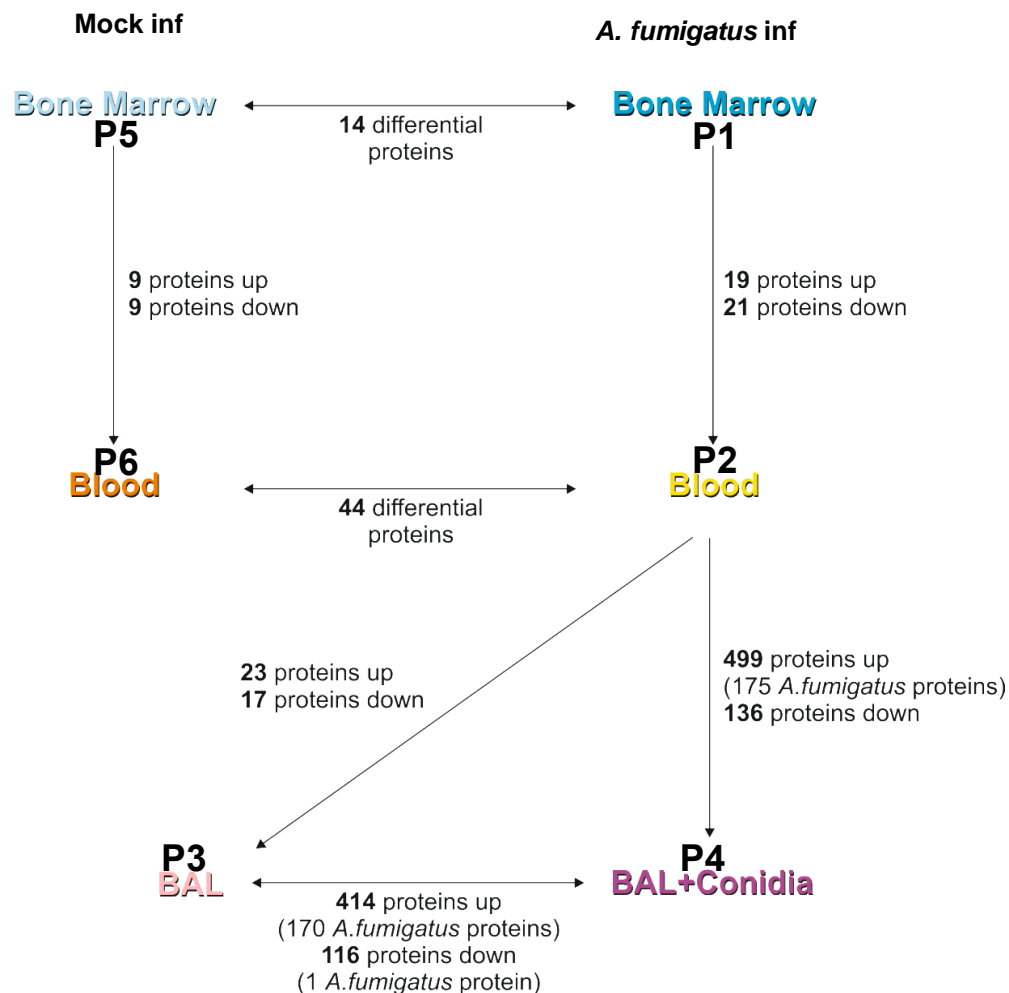 Mock inf
A. fumigatus inf
Bone Marrow
P5
14 differential
proteins
Bone Marrow
P1
9 proteins up
9 proteins down
19 proteins up
21 proteins down
P6
Blood
44 differential
proteins
P2
Blood
23 proteins up
17 proteins down
499 proteins up
(175 A.fumigatus proteins)
136 proteins down
P3
BAL
414 proteins up
(170 A.fumigatus proteins)
116 proteins down
(1 A.fumigatus protein)
P4
BAL+Conidia